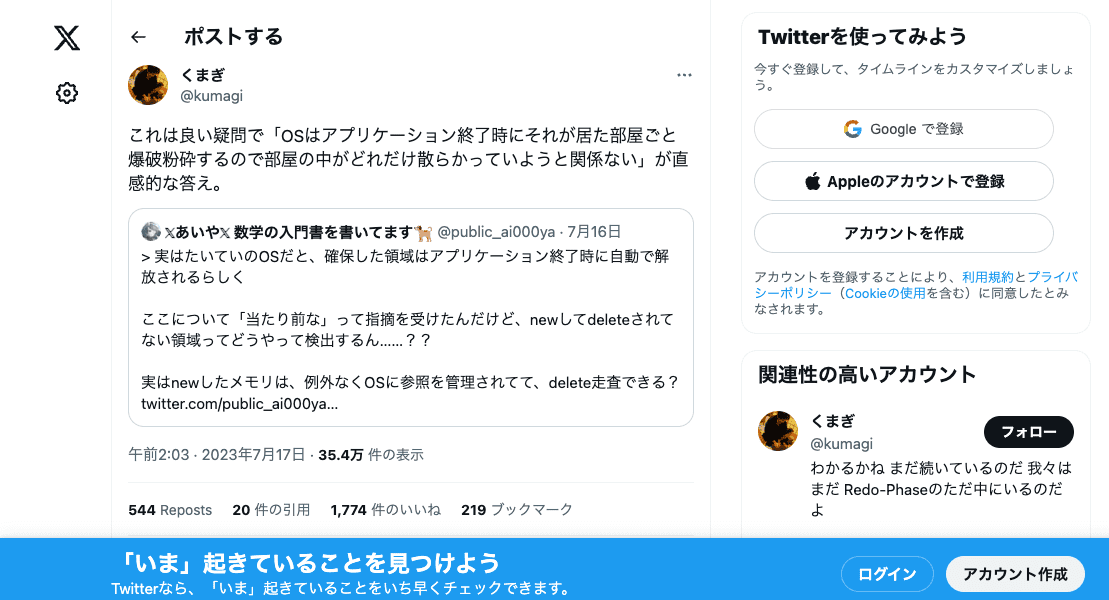 ポストする
くまぎ
@kumagi
これは良い疑問で「OSはアプリケーション終了時にそれが居た部屋ごと
爆破粉砕するので部屋の中がどれだけ散らかっていようと関係ない」が直
感的な答え。
𝕏あいや𝕏 数学の入門書を書いてます🐕 @public_ai000ya · 7月16日
> 実はたいていのOSだと、確保した領域はアプリケーション終了時に自動で解
放されるらしく
ここについて「当たり前な」って指摘を受けたんだけど、newしてdeleteされて
ない領域ってどうやって検出するん......？？
実はnewしたメモリは、例外なくOSに参照を管理されてて、delete走査できる？
twitter.com/public_ai000ya...
午前2:03 · 2023年7月17日 · 35.4万 件の表示
544 Reposts 20 件の引用 1,774 件のいいね 219 ブックマーク
Twitterを使ってみよう
今すぐ登録して、タイムラインをカスタマイズしましょ
う。
Google で登録
Appleのアカウントで登録
アカウントを作成
アカウントを登録することにより、利用規約とプライバ
シーポリシー（Cookieの使用を含む）に同意したとみ
なされます。
関連性の高いアカウント
くまぎ
@kumagi
フォロー
わかるかね まだ続いているのだ 我々は
まだ Redo-Phaseのただ中にいるのだ
よ
「いま」起きていることを見つけよう
Twitterなら、「いま」起きていることをいち早くチェックできます。
ログイン
アカウント作成